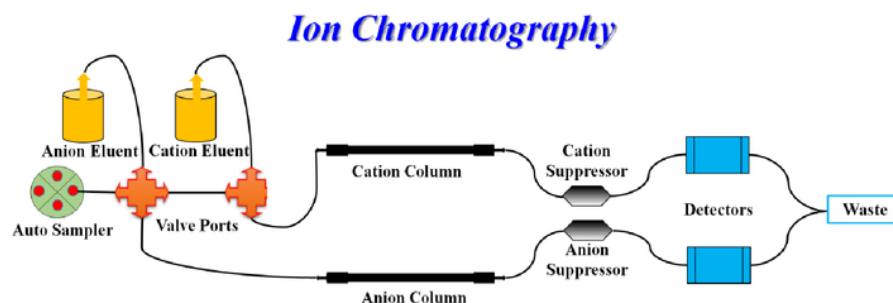 Ion Chromatography
Anion Eluent
Cation Eluent
Auto Sampler
Valve Ports
Cation Column
Cation
Suppressor
Detectors
Waste
Anion Column
Anion
Suppressor